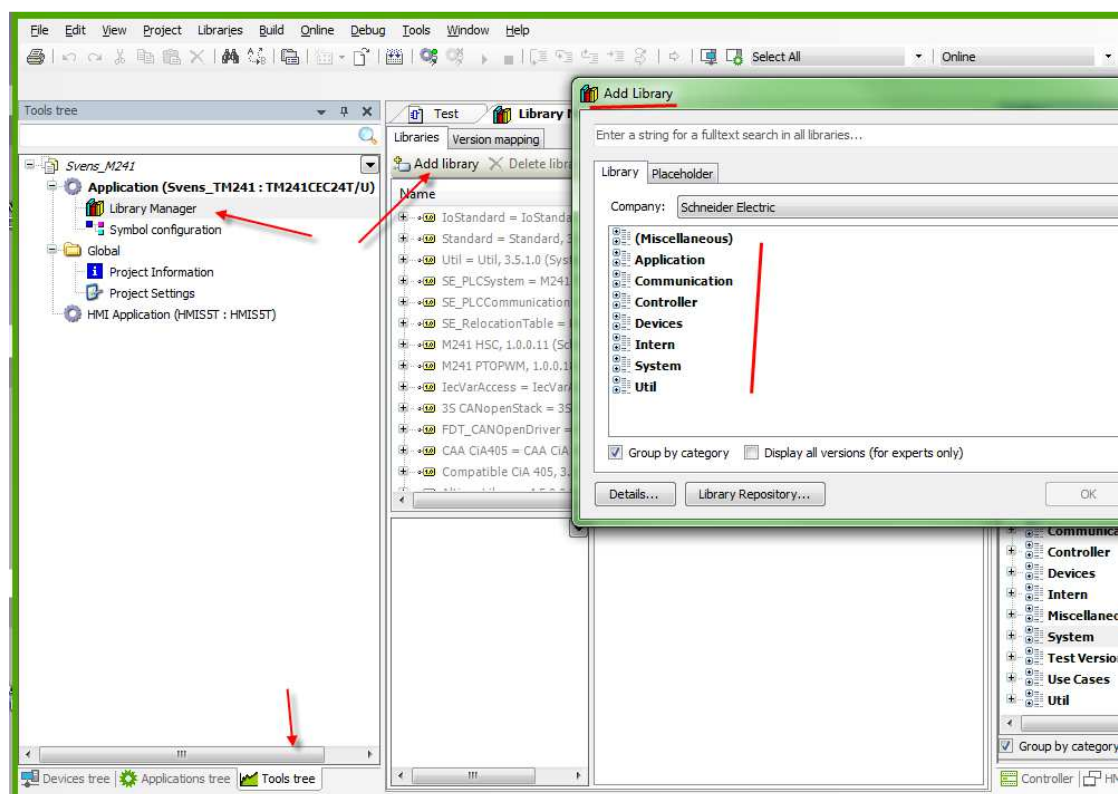 File Edit View Project Libraries Build Online Debug Tools Window Help
Select All Online
Tools tree
Svens_M241
Application (Svens_TM241 : TM241CEC24T/U)
Library Manager
Symbol configuration
Global
Project Information
Project Settings
HMI Application (HMIS5T : HMIS5T)
Devices tree Applications tree Tools tree
Test Library
Libraries Version mapping
Add library Delete libra
Name
IoStandard = IoStanda
Standard = Standard, 3
Util = Util, 3.5.1.0 (Sys
SE_PLCSystem = M241
SE_PLCCommunication
SE_RelocationTable =
M241 HSC, 1.0.0.11 (Sc
M241 PTOPWM, 1.0.0.1
IecVarAccess = IecVar
3S CANopenStack = 3S
FDT_CANOpenDriver =
CAA CiA405 = CAA CiA
Compatible CiA 405, 3.
Add Library
Enter a string for a fulltext search in all libraries...
Library Placeholder
Company: Schneider Electric
(Miscellaneous)
Application
Communication
Controller
Devices
Intern
System
Util
Group by category Display all versions (for experts only)
Details... Library Repository... OK
Communica
Controller
Devices
Intern
Miscellaneo
System
Test Versio
Use Cases
Util
Group by category
Controller HM